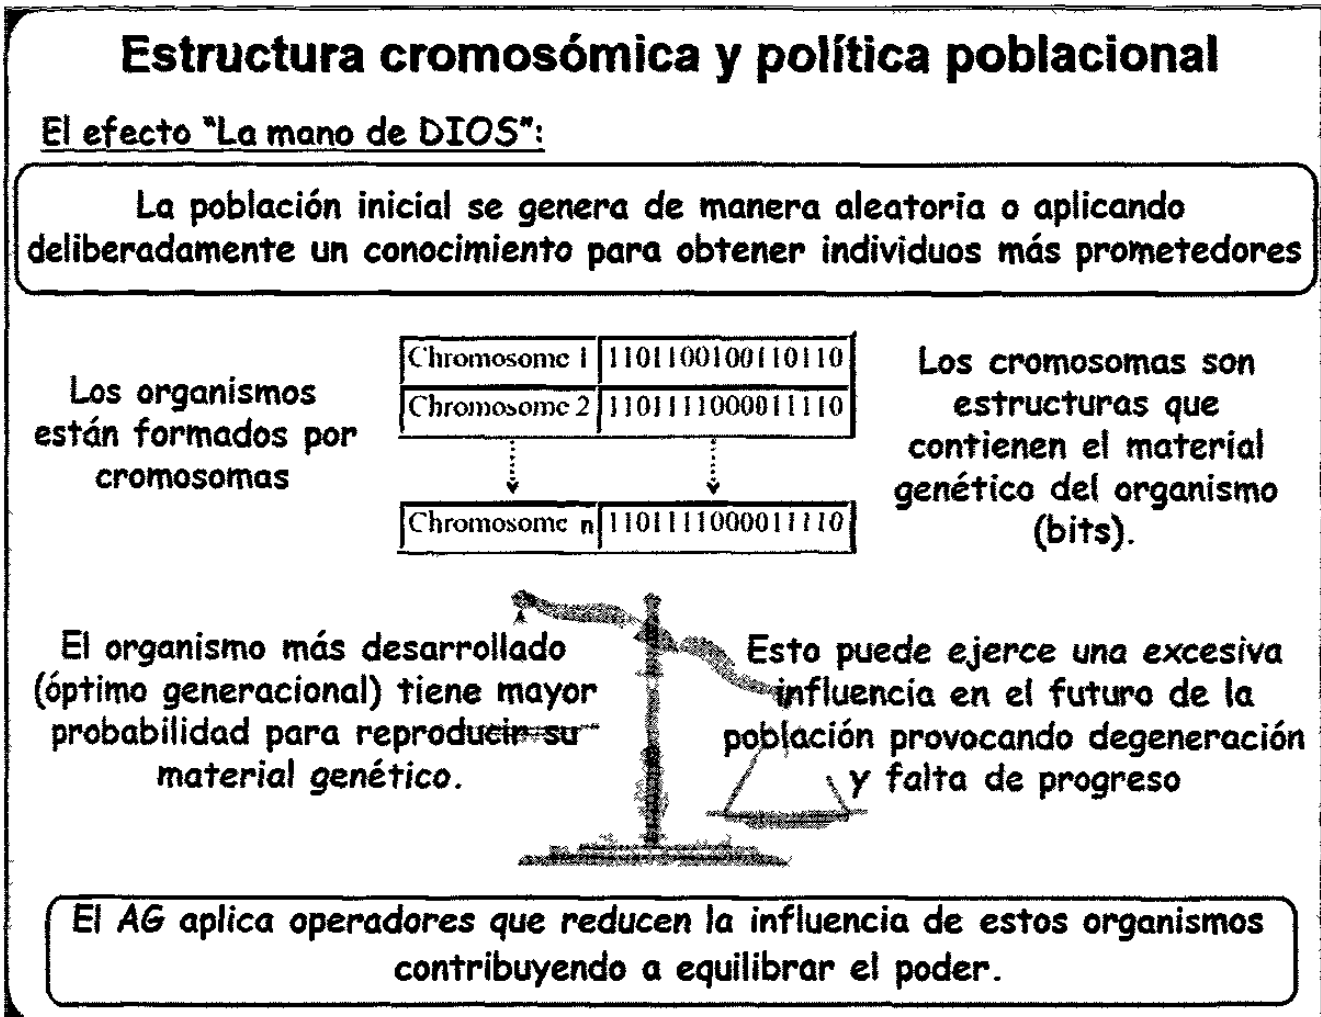 Estructura cromosómica y política poblacional
El efecto "La mano de DIOS":
La población inicial se genera de manera aleatoria o aplicando
deliberadamente un conocimiento para obtener individuos más prometedores
Los organismos
están formados por
cromosomas
Chromosome 1 1101100100110110
Chromosome 2 1101111000011110
Chromosome n 1101111000011110
Los cromosomas son
estructuras que
contienen el material
genético del organismo
(bits).
El organismo más desarrollado
(óptimo generacional) tiene mayor
probabilidad para reproducir su
material genético.
Esto puede ejerce una excesiva
influencia en el futuro de la
población provocando degeneración
y falta de progreso
El AG aplica operadores que reducen la influencia de estos organismos
contribuyendo a equilibrar el poder.